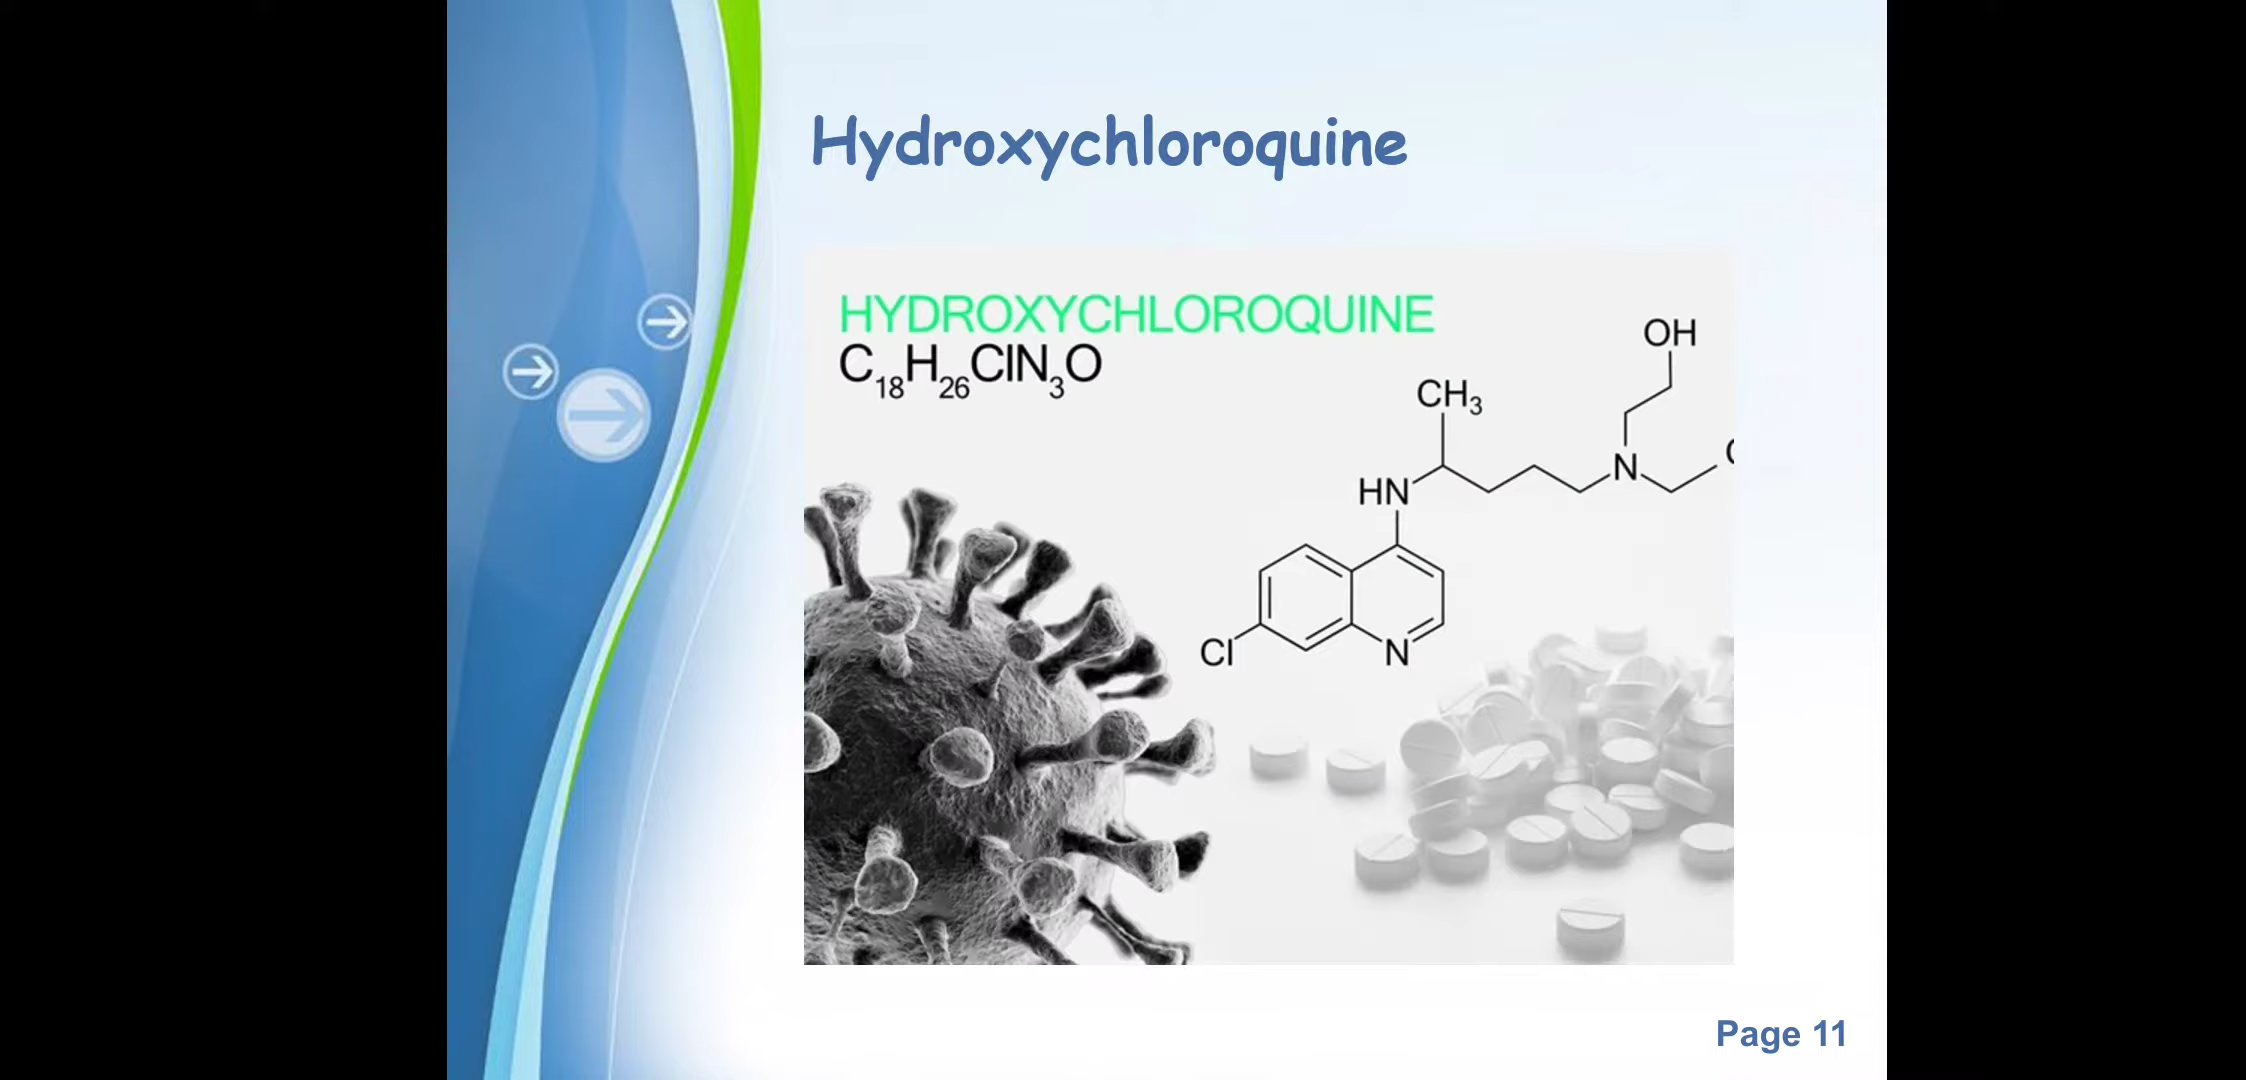 Hydroxychloroquine
HYDROXYCHLOROQUINE
C18H26ClN3O
OH
CH3
N
HN
Cl
N
Page 11